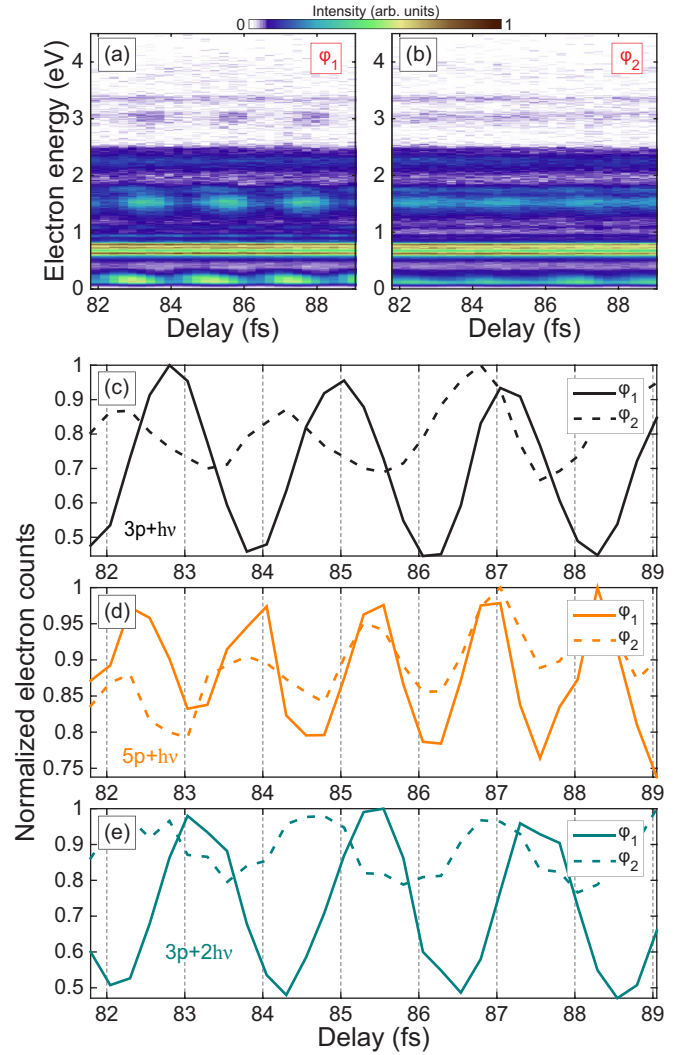 Intensity (arb. units)
0 1
(a) φ1
(b) φ2
Electron energy (eV)
4
3
2
1
0
82 84 86 88
82 84 86 88
Delay (fs) Delay (fs)
Normalized electron counts
(c)
φ1
φ2
1
0.9
0.8
0.7
0.6
0.5
3p+hν
82 83 84 85 86 87 88 89
(d)
φ1
φ2
0.95
0.9
0.85
0.8
0.75
5p+hν
82 83 84 85 86 87 88 89
(e)
φ1
φ2
1
0.9
0.8
0.7
0.6
0.5
3p+2hν
82 83 84 85 86 87 88 89
Delay (fs)